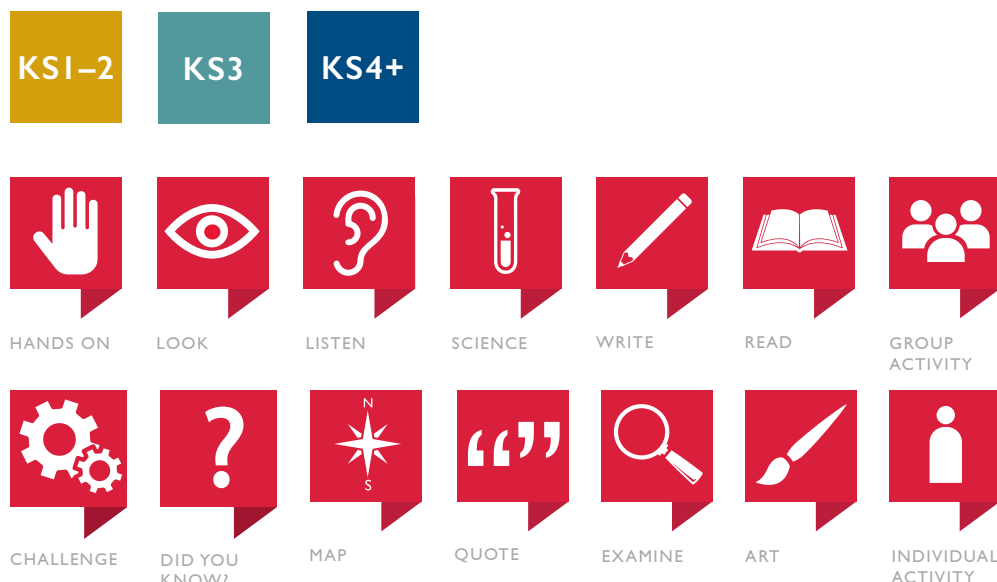 KS1–2 KS3 KS4+
HANDS ON LOOK LISTEN SCIENCE WRITE READ GROUP
ACTIVITY
N
S
CHALLENGE DID YOU MAP QUOTE EXAMINE ART INDIVIDUAL
KNOW? ACTIVITY